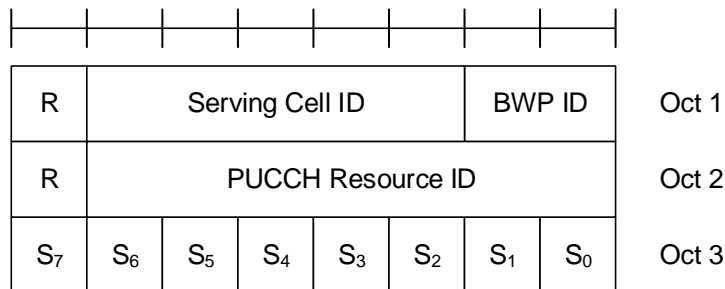 R Serving Cell ID BWP ID Oct 1
R PUCCH Resource ID Oct 2
S₇ S₆ S₅ S₄ S₃ S₂ S₁ S₀ Oct 3